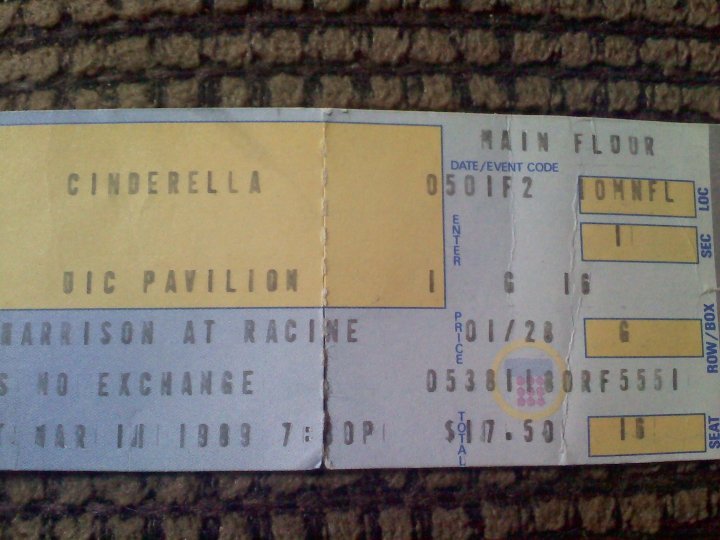 MAIN FLOOR
DATE/EVENT CODE
CINDERELLA 0501F2 10MNFL LOC
ENTER 1 SEC
UIC PAVILION 1 G 16
HARRISON AT RACINE PRICE 01/28 G ROW/BOX
S NO EXCHANGE 0538118ORF5551
MAR 1989 7:30P TOTAL $17.50 16 SEAT